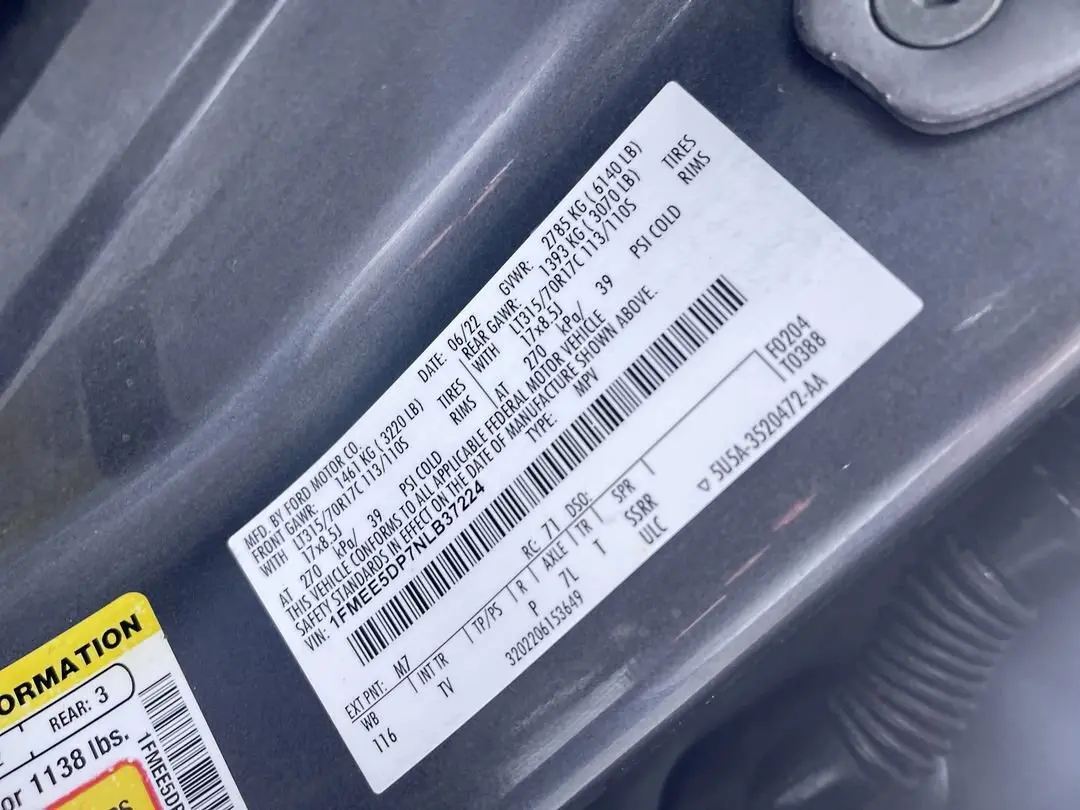 MFD. BY FORD MOTOR CO.
DATE: 06/22 GVWR: 2785 KG ( 6140 LB)
FRONT GAWR: 1461 KG ( 3220 LB) REAR GAWR: 1393 KG ( 3070 LB)
WITH LT315/70R17C 113/110S TIRES WITH LT315/70R17C 113/110S TIRES
17x8.5J RIMS 17x8.5J RIMS
AT 270 kPa/ 39 PSI COLD AT 270 kPa/ 39 PSI COLD
THIS VEHICLE CONFORMS TO ALL APPLICABLE FEDERAL MOTOR VEHICLE
SAFETY STANDARDS IN EFFECT ON THE DATE OF MANUFACTURE SHOWN ABOVE.
VIN: 1FMEE5DP7NLB37224 TYPE: MPV
EXT PNT: M7 RC: 71 DSO: F0204
WB INT TR TP/PS R AXLE TR SPR T0388
116 TV P 7L T SSRR
3202206153649 ULC ▽ 5U5A-3520472-AA
ORMATION
REAR: 3
or 1138 lbs.
1FMEE5DP